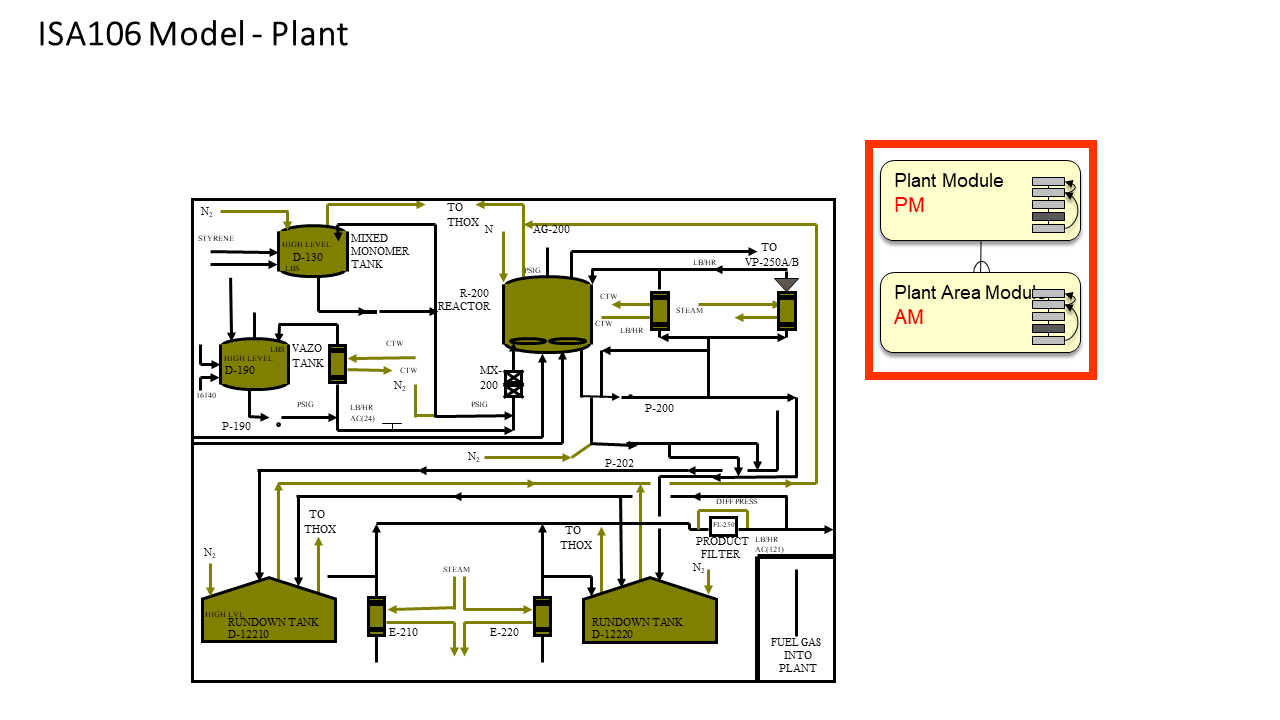 ISA106 Model - Plant
Plant Module
PM
Plant Area Module
AM
N2
TO
THOX
N
AG-200
STYRENE
HIGH LEVEL
D-130
LBS
MIXED
MONOMER
TANK
PSIG
LB/HR
TO
VP-250A/B
R-200
REACTOR
CTW
CTW
LB/HR
STEAM
LBS
HIGH LEVEL
D-190
VAZO
TANK
CTW
CTW
N2
MX-
200
16140
PSIG
LB/HR
AC(24)
PSIG
P-190
P-200
N2
P-202
DIFF PRESS
FL-250
PRODUCT
FILTER
LB/HR
AC(121)
TO
THOX
TO
THOX
N2
STEAM
N2
HIGH LVL
RUNDOWN TANK
D-12210
E-210
E-220
RUNDOWN TANK
D-12220
FUEL GAS
INTO
PLANT